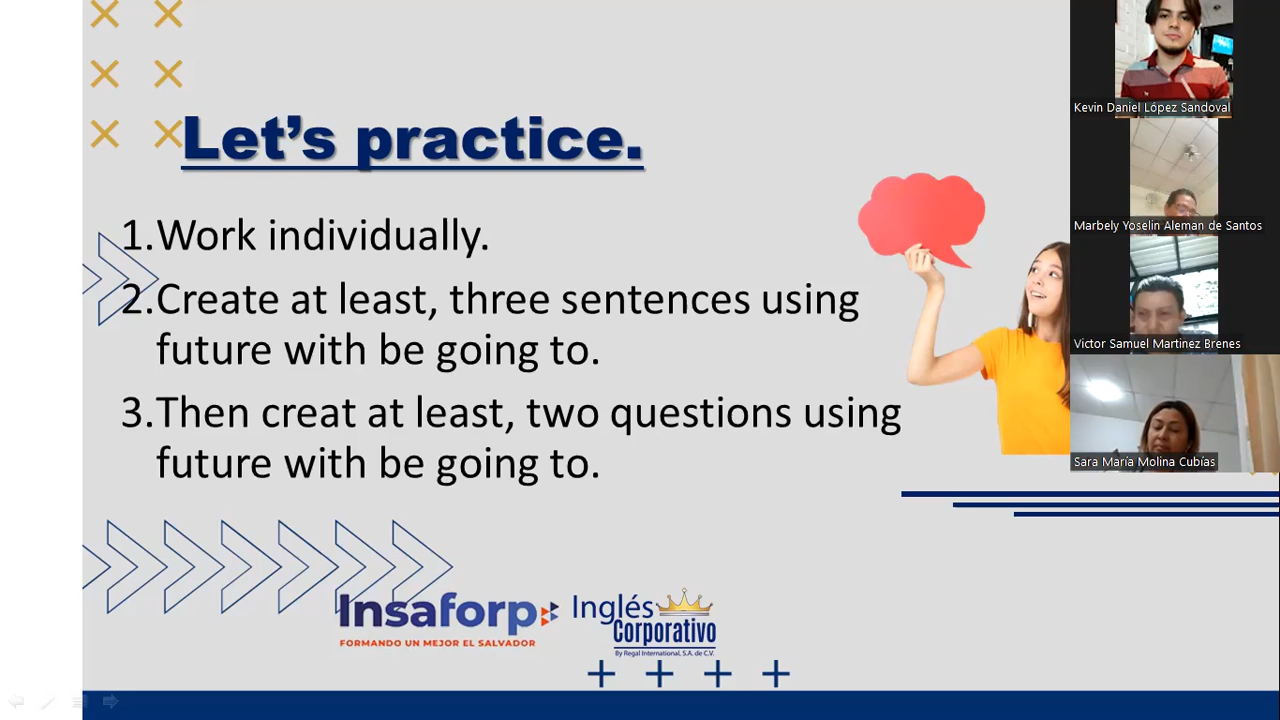 Let's practice.
1.Work individually.
2.Create at least, three sentences using
future with be going to.
3.Then creat at least, two questions using
future with be going to.
Insaforp
FORMANDO UN MEJOR EL SALVADOR
Inglés
Corporativo
By Regal International, S.A. de C.V.
Kevin Daniel López Sandoval
Marbely Yoselin Aleman de Santos
Victor Samuel Martinez Brenes
Sara María Molina Cubías